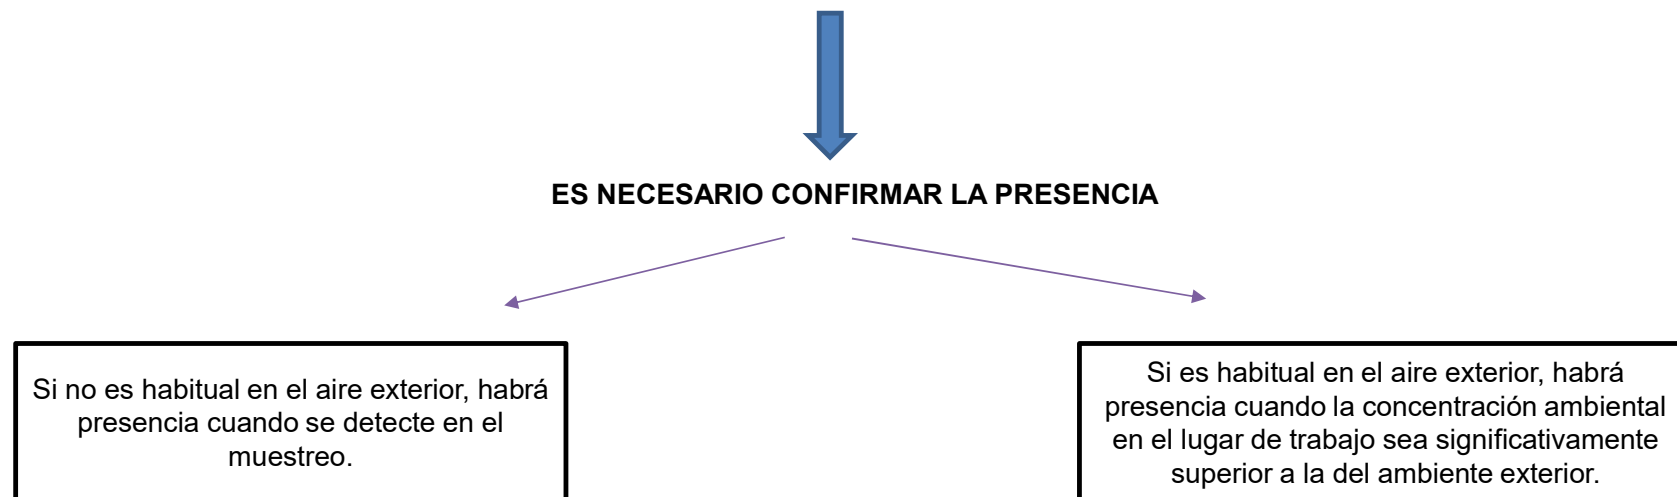 ES NECESARIO CONFIRMAR LA PRESENCIA
Si no es habitual en el aire exterior, habrá
presencia cuando se detecte en el
muestreo.
Si es habitual en el aire exterior, habrá
presencia cuando la concentración ambiental
en el lugar de trabajo sea significativamente
superior a la del ambiente exterior.